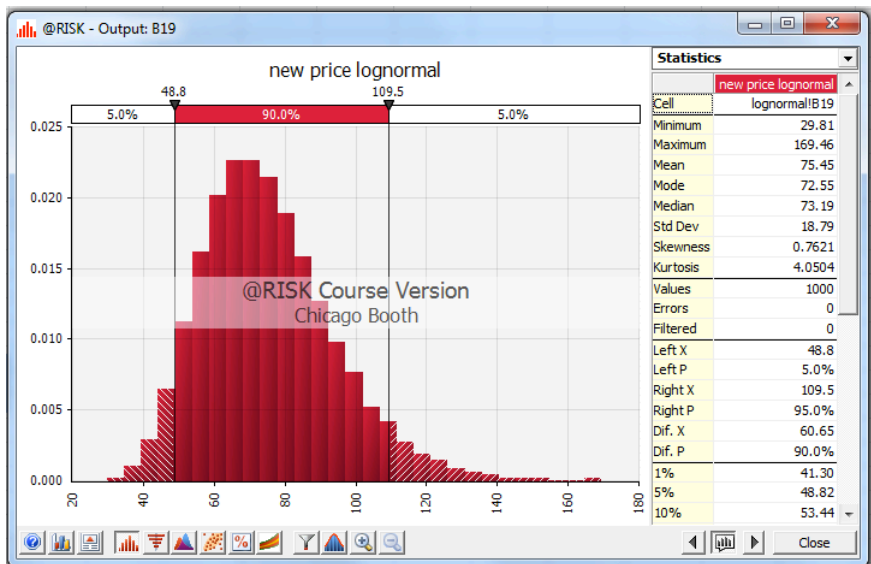 @RISK - Output: B19
new price lognormal
48.8 109.5
5.0% 90.0% 5.0%
0.025
0.020
0.015
0.010
0.005
0.000
20 40 60 80 100 120 140 160 180
@RISK Course Version
Chicago Booth
Statistics
new price lognormal
Cell lognormal!B19
Minimum 29.81
Maximum 169.46
Mean 75.45
Mode 72.55
Median 73.19
Std Dev 18.79
Skewness 0.7621
Kurtosis 4.0504
Values 1000
Errors 0
Filtered 0
Left X 48.8
Left P 5.0%
Right X 109.5
Right P 95.0%
Dif. X 60.65
Dif. P 90.0%
1% 41.30
5% 48.82
10% 53.44
Close